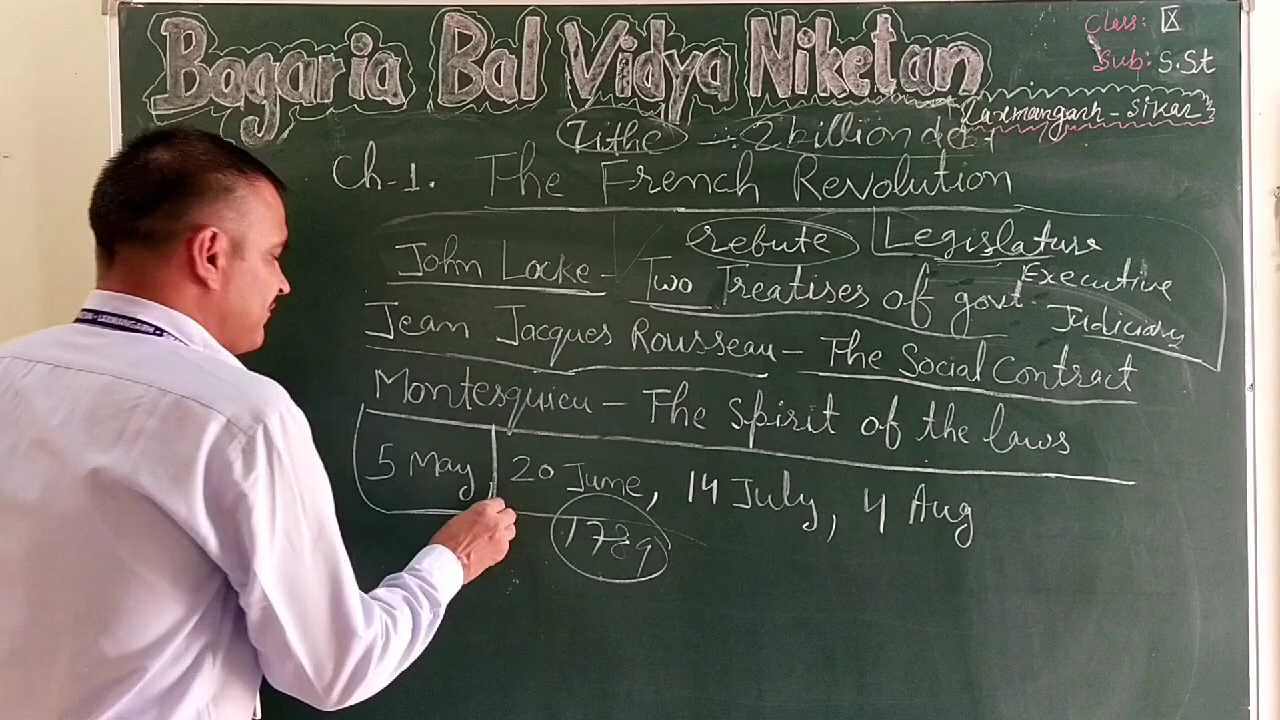 Bagaria Bal Vidya Niketan
Class: X
Sub: S.St
Laxmangarh - Sikar
Tithe → 2 billion debt
Ch-1. The French Revolution
rebute Legislature
John Locke - Two Treatises of govt. Executive
Judiciary
Jean Jacques Rousseau - The Social Contract
Montesquieu - The Spirit of the laws
5 May 20 June, 14 July, 4 Aug
1789